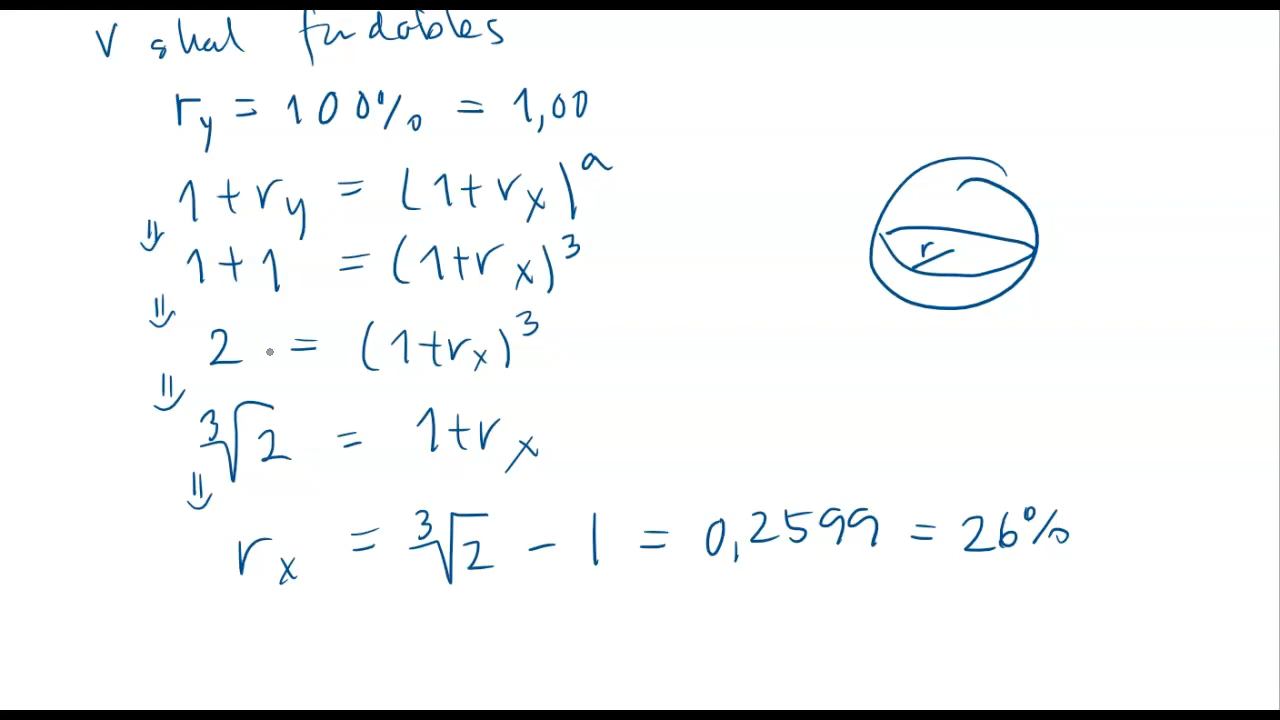 V skal fordobles
r_y = 100% = 1,00
1 + r_y = (1 + r_x)^a
⇓
1 + 1 = (1 + r_x)^3
⇓
2 = (1 + r_x)^3
⇓
∛2 = 1 + r_x
⇓
r_x = ∛2 − 1 = 0,2599 = 26%
r